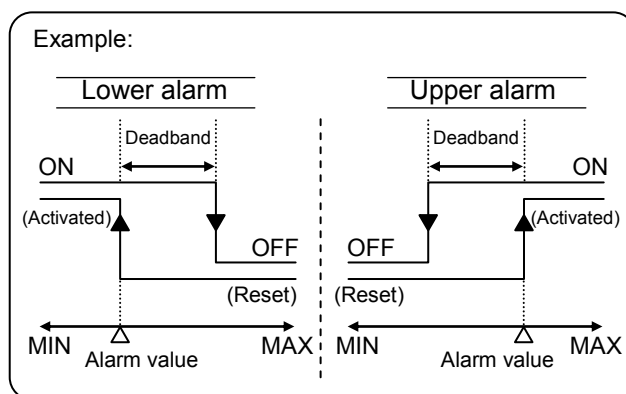 Example:
Lower alarm
Deadband
ON
(Activated)
OFF
(Reset)
MIN
MAX
Alarm value
Upper alarm
Deadband
ON
(Activated)
OFF
(Reset)
MIN
MAX
Alarm value